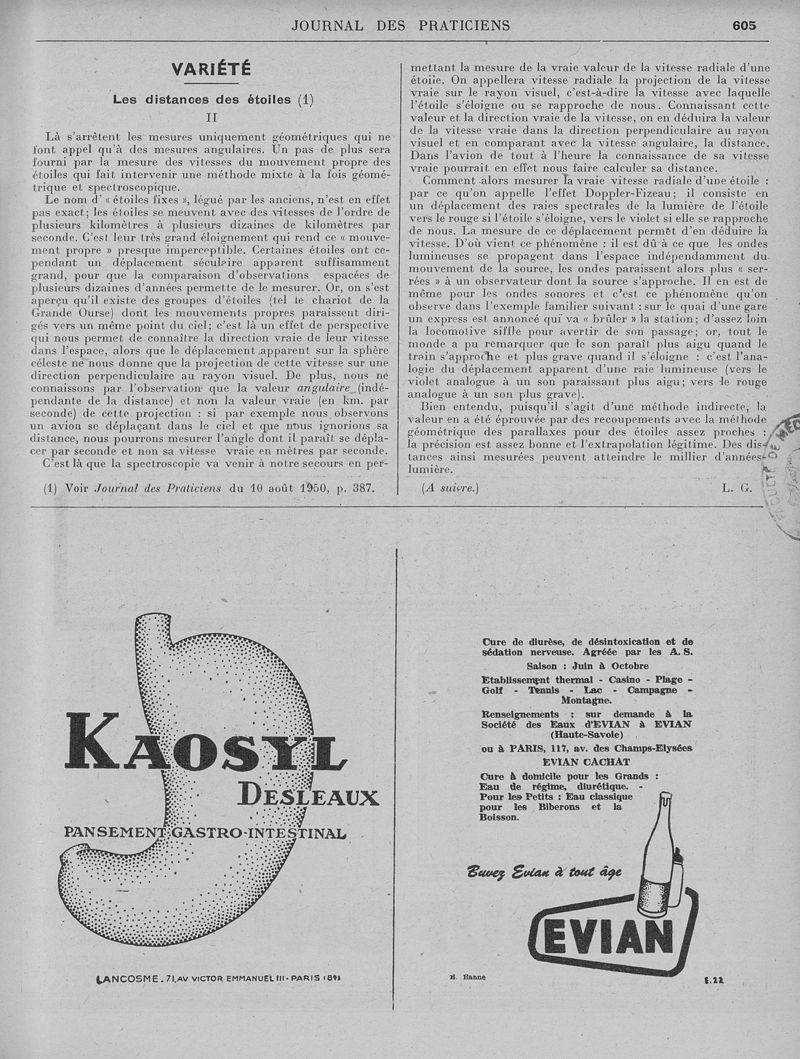 JOURNAL DES PRATICIENS
605
VARIÉTÉ
Les distances des étoiles (1)
II
Là s'arrêtent les mesures uniquement géométriques qui ne
font appel qu'à des mesures angulaires. Un pas de plus sera
fourni par la mesure des vitesses du mouvement propre des
étoiles qui fait intervenir une méthode mixte à la fois géomé-
trique et spectroscopique.
Le nom d' « étoiles fixes », légué par les anciens, n'est en effet
pas exact; les étoiles se meuvent avec des vitesses de l'ordre de
plusieurs kilomètres à plusieurs dizaines de kilomètres par
seconde. C'est leur très grand éloignement qui rend ce « mouve-
ment propre » presque imperceptible. Certaines étoiles ont ce-
pendant un déplacement séculaire apparent suffisamment
grand, pour que la comparaison d'observations espacées de
plusieurs dizaines d'années permette de le mesurer. Or, on s'est
aperçu qu'il existe des groupes d'étoiles (tel le chariot de la
Grande Ourse) dont les mouvements propres paraissent diri-
gés vers un même point du ciel; c'est là un effet de perspective
qui nous permet de connaître la direction vraie de leur vitesse
dans l'espace, alors que le déplacement apparent sur la sphère
céleste ne nous donne que la projection de cette vitesse sur une
direction perpendiculaire au rayon visuel. De plus, nous ne
connaissons par l'observation que la valeur angulaire (indé-
pendante de la distance) et non la valeur vraie (en km. par
seconde) de cette projection : si par exemple nous observons
un avion se déplaçant dans le ciel et que nous ignorions sa
distance, nous pourrons mesurer l'angle dont il paraît se dépla-
cer par seconde et non sa vitesse vraie en mètres par seconde.
C'est là que la spectroscopie va venir à notre secours en per-
(1) Voir Journal des Praticiens du 10 août 1950, p. 387.
mettant la mesure de la vraie valeur de la vitesse radiale d'une
étoile. On appellera vitesse radiale la projection de la vitesse
vraie sur le rayon visuel, c'est-à-dire la vitesse avec laquelle
l'étoile s'éloigne ou se rapproche de nous. Connaissant cette
valeur et la direction vraie de la vitesse, on en déduira la valeur
de la vitesse vraie dans la direction perpendiculaire au rayon
visuel et en comparant avec la vitesse angulaire, la distance.
Dans l'avion de tout à l'heure la connaissance de sa vitesse
vraie pourrait en effet nous faire calculer sa distance.
Comment alors mesurer la vraie vitesse radiale d'une étoile :
par ce qu'on appelle l'effet Doppler-Fizeau; il consiste en
un déplacement des raies spectrales de la lumière de l'étoile
vers le rouge si l'étoile s'éloigne, vers le violet si elle se rapproche
de nous. La mesure de ce déplacement permet d'en déduire la
vitesse. D'où vient ce phénomène : il est dû à ce que les ondes
lumineuses se propagent dans l'espace indépendamment du
mouvement de la source, les ondes paraissent alors plus « ser-
rées » à un observateur dont la source s'approche. Il en est de
même pour les ondes sonores et c'est ce phénomène qu'on
observe dans l'exemple familier suivant : sur le quai d'une gare
un express est annoncé qui va « brûler » la station; d'assez loin
la locomotive siffle pour avertir de son passage; or, tout le
monde a pu remarquer que le son paraît plus aigu quand le
train s'approche et plus grave quand il s'éloigne : c'est l'ana-
logie du déplacement apparent d'une raie lumineuse (vers le
violet analogue à un son paraissant plus aigu; vers le rouge
analogue à un son plus grave).
Bien entendu, puisqu'il s'agit d'une méthode indirecte, la
valeur en a été éprouvée par des recoupements avec la méthode
géométrique des parallaxes pour des étoiles assez proches :
la précision est assez bonne et l'extrapolation légitime. Des dis-
tances ainsi mesurées peuvent atteindre le millier d'années-
lumière.
(A suivre.)
L. G.
KAOSYL
DESLEAUX
PANSEMENT GASTRO-INTESTINAL
LANCOSME. 71, AV VICTOR EMMANUEL III - PARIS (8e)
Cure de diurèse, de désintoxication et de
sédation nerveuse. Agréée par les A. S.
Saison : Juin à Octobre
Etablissement thermal - Casino - Plage -
Golf - Tennis - Lac - Campagne -
Montagne.
Renseignements : sur demande à la
Société des Eaux d'EVIAN à EVIAN
(Haute-Savoie)
ou à PARIS, 117, av. des Champs-Elysées
EVIAN CACHAT
Cure à domicile pour les Grands :
Eau de régime, diurétique. -
Pour les Petits : Eau classique
pour les Biberons et la
Boisson.
Buvez Evian à tout âge
EVIAN
H. Hanne
E.22